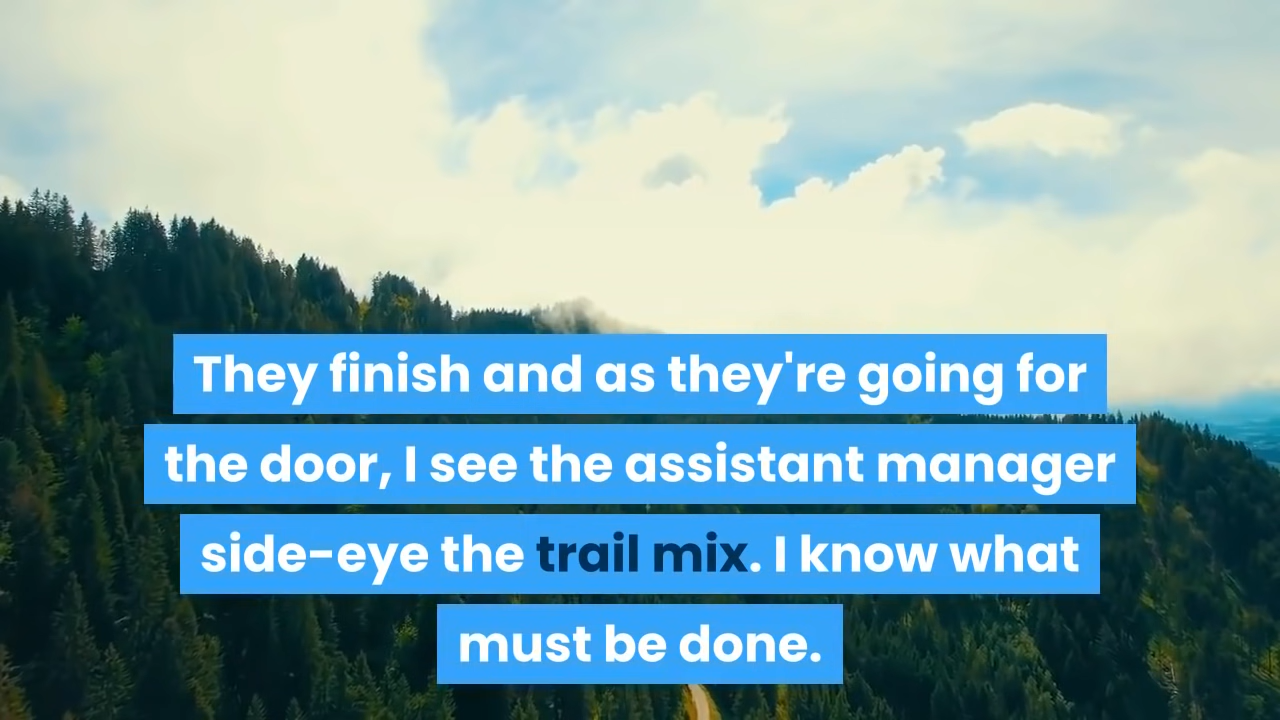 They finish and as they're going for
the door, I see the assistant manager
side-eye the trail mix. I know what
must be done.